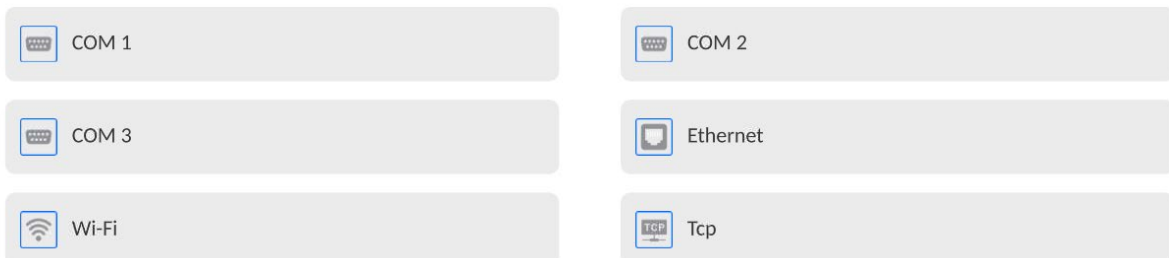 COM 1
COM 2
COM 3
Ethernet
Wi-Fi
TCP
Tcp